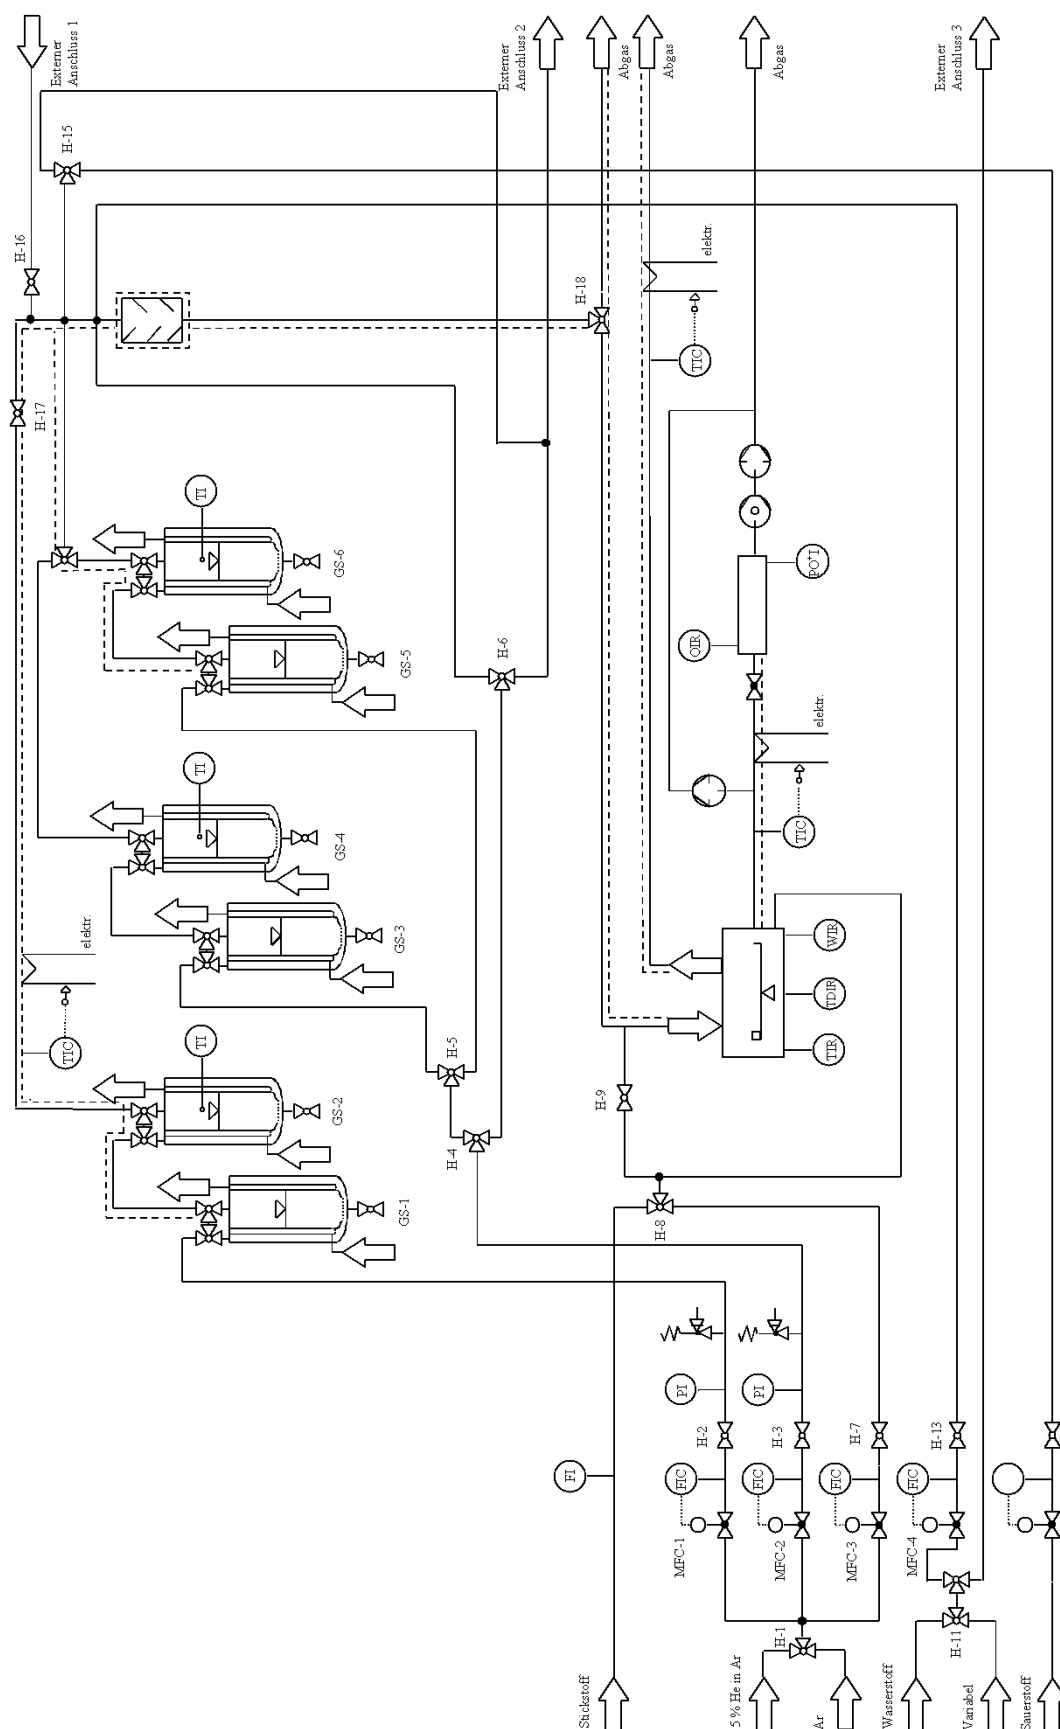 Externer
Anschluss 1
Externer
Anschluss 2
Abgas
Abgas
Abgas
Externer
Anschluss 3
H-15
H-16
H-17
H-18
elektr.
TIC
TI
GS-6
GS-5
H-6
QIR
PO⁺I
elektr.
TIC
TI
GS-4
GS-3
elektr.
TIC
TI
GS-2
GS-1
H-5
H-4
WIR
TDIR
TIR
H-9
H-8
PI
PI
H-2
H-3
H-7
H-13
FI
FIC
FIC
FIC
FIC
MFC-1
MFC-2
MFC-3
MFC-4
H-1
H-11
Stickstoff
5 % He in Ar
Ar
Wasserstoff
Variabel
Sauerstoff